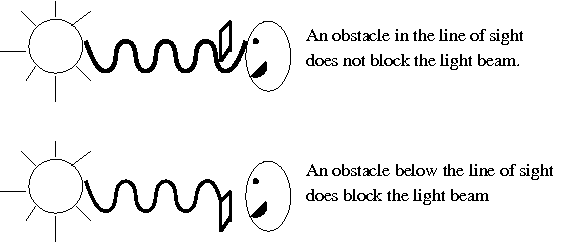 An obstacle in the line of sight
does not block the light beam.
An obstacle below the line of sight
does block the light beam